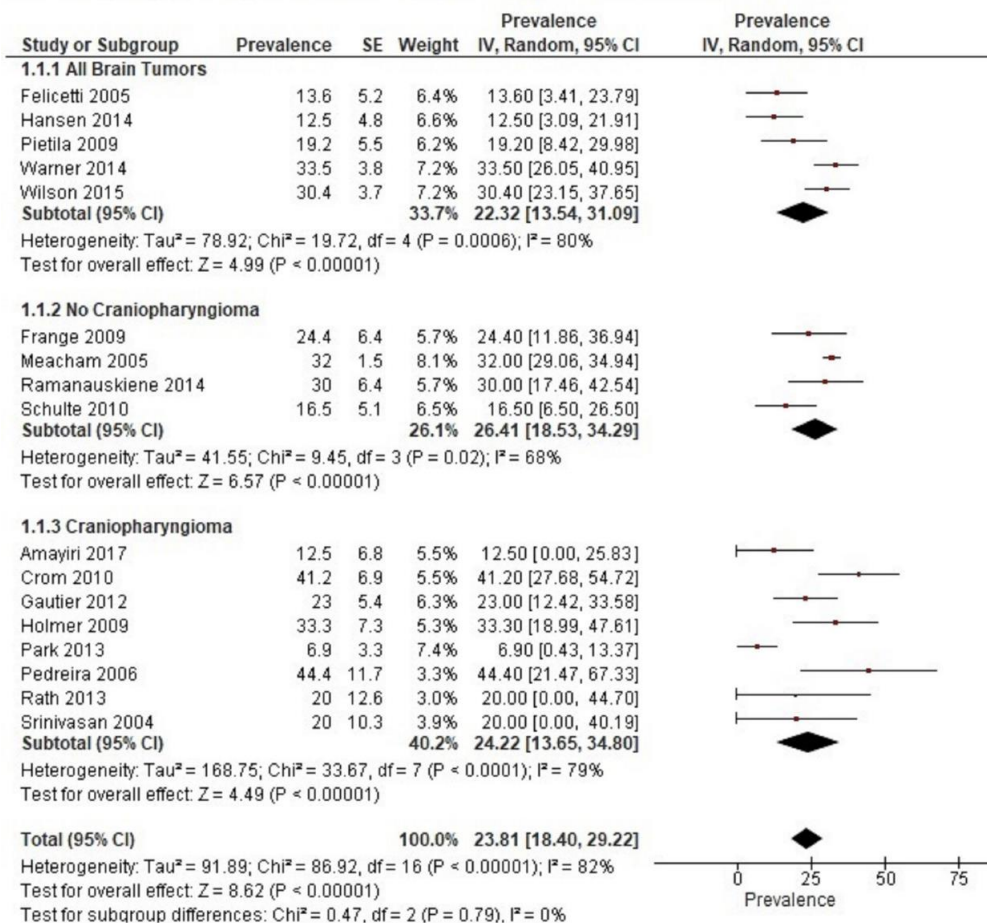 Prevalence Prevalence
Study or Subgroup Prevalence SE Weight IV, Random, 95% CI IV, Random, 95% CI
1.1.1 All Brain Tumors
Felicetti 2005 13.6 5.2 6.4% 13.60 [3.41, 23.79]
Hansen 2014 12.5 4.8 6.6% 12.50 [3.09, 21.91]
Pietila 2009 19.2 5.5 6.2% 19.20 [8.42, 29.98]
Warner 2014 33.5 3.8 7.2% 33.50 [26.05, 40.95]
Wilson 2015 30.4 3.7 7.2% 30.40 [23.15, 37.65]
Subtotal (95% CI) 33.7% 22.32 [13.54, 31.09]
Heterogeneity: Tau² = 78.92; Chi² = 19.72, df = 4 (P = 0.0006); I² = 80%
Test for overall effect: Z = 4.99 (P < 0.00001)
1.1.2 No Craniopharyngioma
Frange 2009 24.4 6.4 5.7% 24.40 [11.86, 36.94]
Meacham 2005 32 1.5 8.1% 32.00 [29.06, 34.94]
Ramanauskiene 2014 30 6.4 5.7% 30.00 [17.46, 42.54]
Schulte 2010 16.5 5.1 6.5% 16.50 [6.50, 26.50]
Subtotal (95% CI) 26.1% 26.41 [18.53, 34.29]
Heterogeneity: Tau² = 41.55; Chi² = 9.45, df = 3 (P = 0.02); I² = 68%
Test for overall effect: Z = 6.57 (P < 0.00001)
1.1.3 Craniopharyngioma
Amayiri 2017 12.5 6.8 5.5% 12.50 [0.00, 25.83]
Crom 2010 41.2 6.9 5.5% 41.20 [27.68, 54.72]
Gautier 2012 23 5.4 6.3% 23.00 [12.42, 33.58]
Holmer 2009 33.3 7.3 5.3% 33.30 [18.99, 47.61]
Park 2013 6.9 3.3 7.4% 6.90 [0.43, 13.37]
Pedreira 2006 44.4 11.7 3.3% 44.40 [21.47, 67.33]
Rath 2013 20 12.6 3.0% 20.00 [0.00, 44.70]
Srinivasan 2004 20 10.3 3.9% 20.00 [0.00, 40.19]
Subtotal (95% CI) 40.2% 24.22 [13.65, 34.80]
Heterogeneity: Tau² = 168.75; Chi² = 33.67, df = 7 (P < 0.0001); I² = 79%
Test for overall effect: Z = 4.49 (P < 0.00001)
Total (95% CI) 100.0% 23.81 [18.40, 29.22]
Heterogeneity: Tau² = 91.89; Chi² = 86.92, df = 16 (P < 0.00001); I² = 82%
Test for overall effect: Z = 8.62 (P < 0.00001)
Test for subgroup differences: Chi² = 0.47, df = 2 (P = 0.79), I² = 0%
0 25 50 75
Prevalence